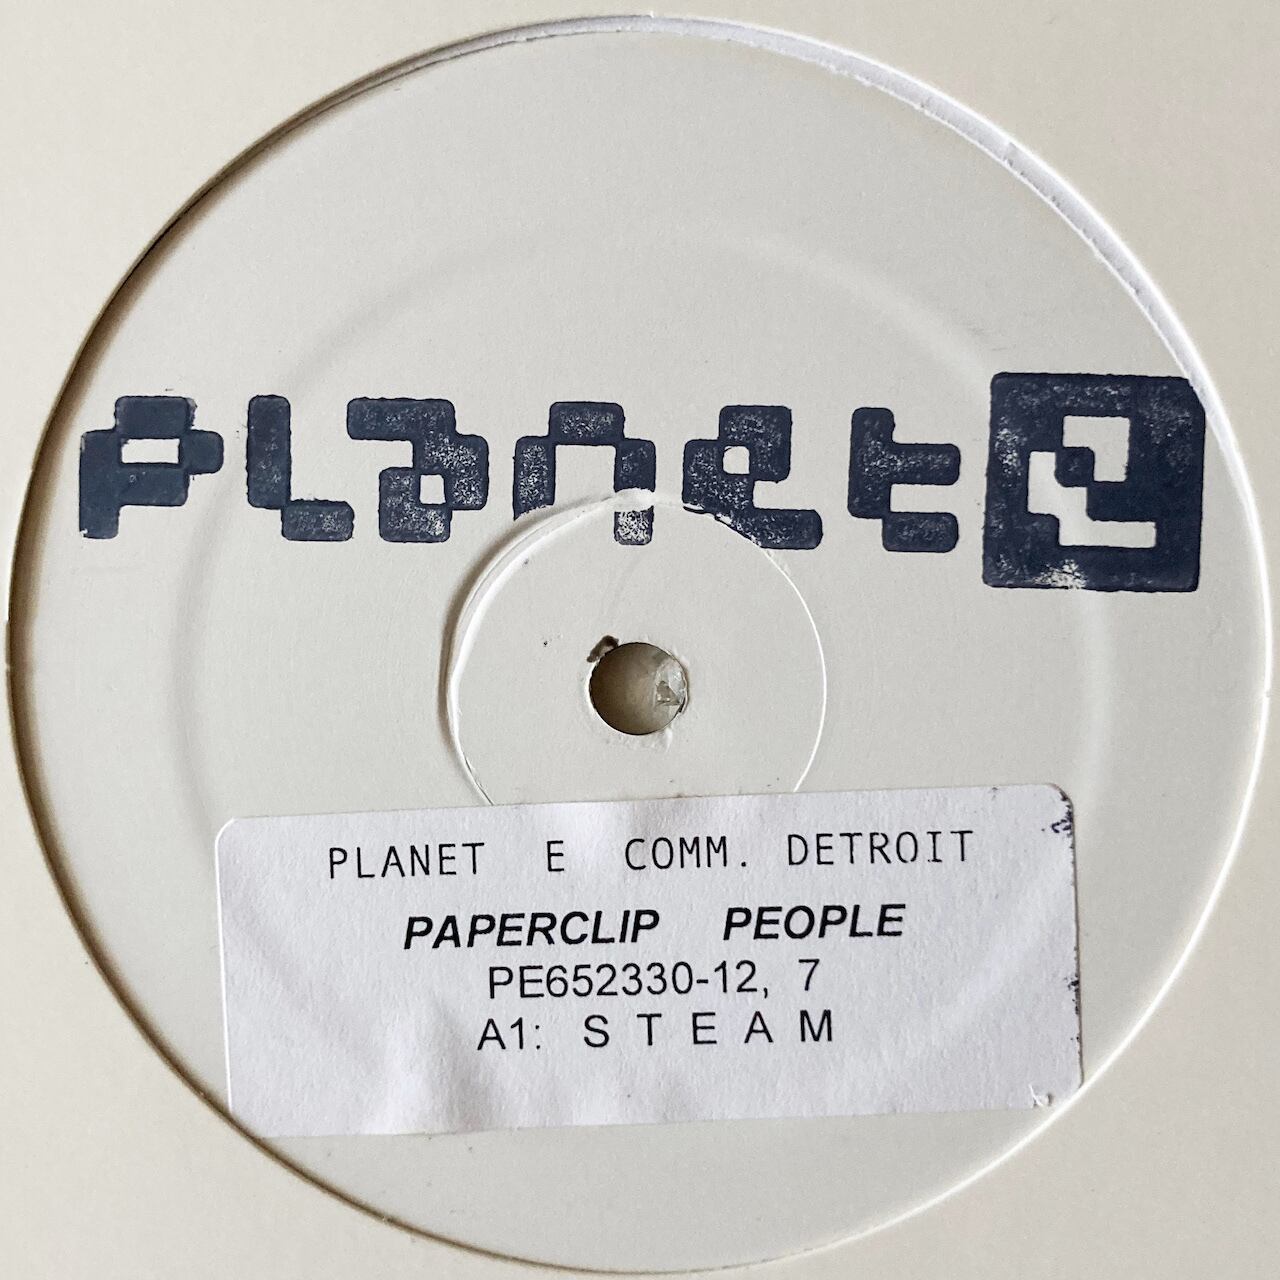 planet e
PLANET E COMM. DETROIT
PAPERCLIP PEOPLE
PE652330-12, 7
A1: S T E A M